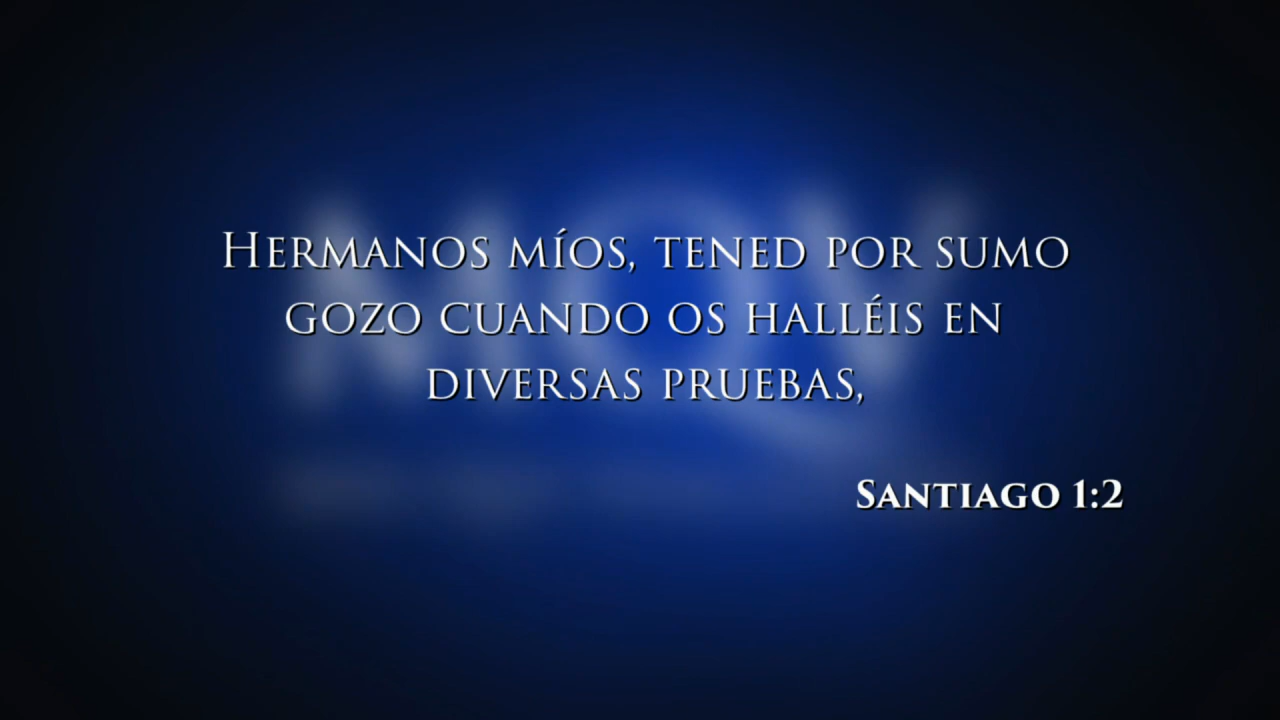 Hermanos míos, tened por sumo
gozo cuando os halléis en
diversas pruebas,
Santiago 1:2